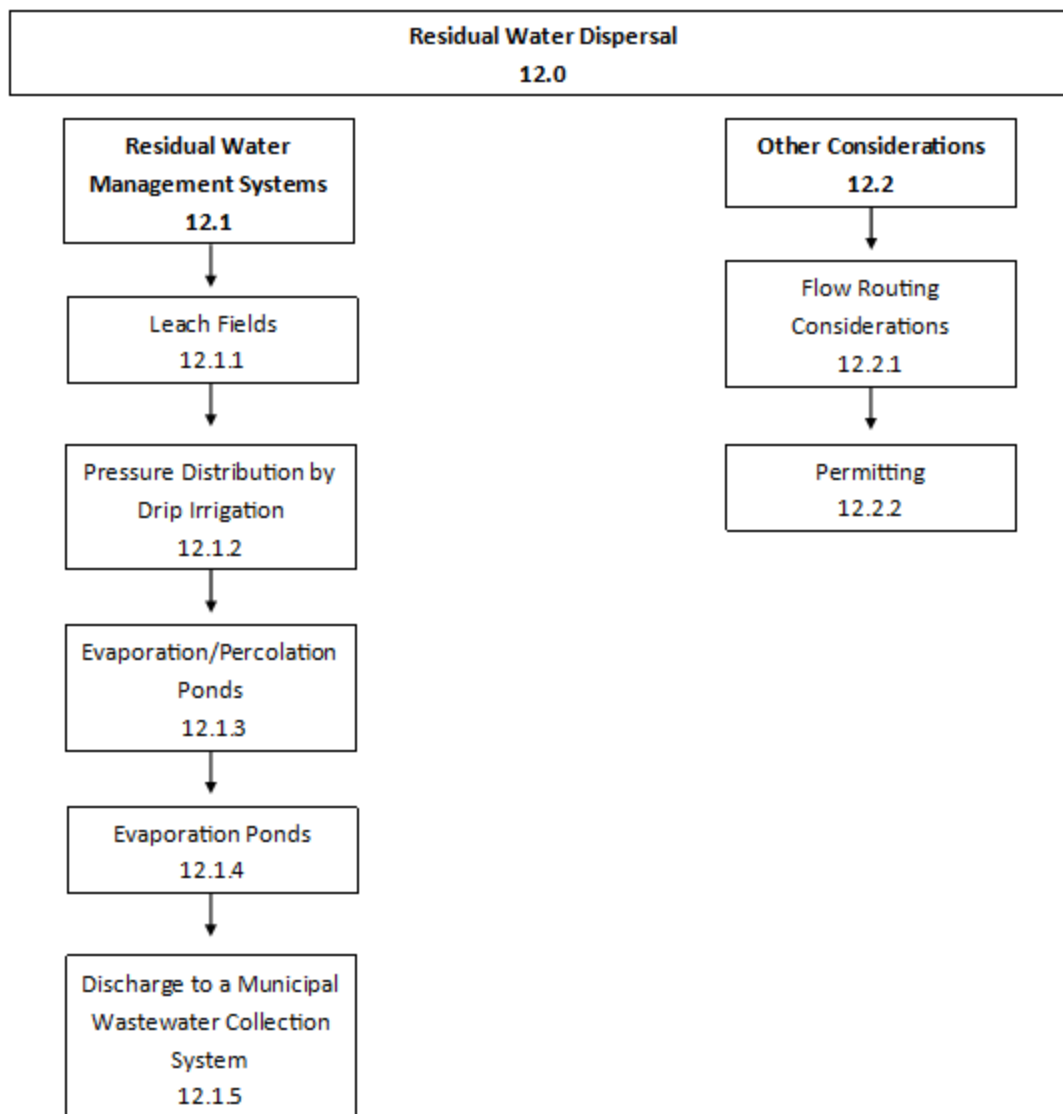 Residual Water Dispersal
12.0
Residual Water
Management Systems
12.1
Leach Fields
12.1.1
Pressure Distribution by
Drip Irrigation
12.1.2
Evaporation/Percolation
Ponds
12.1.3
Evaporation Ponds
12.1.4
Discharge to a Municipal
Wastewater Collection
System
12.1.5
Other Considerations
12.2
Flow Routing
Considerations
12.2.1
Permitting
12.2.2